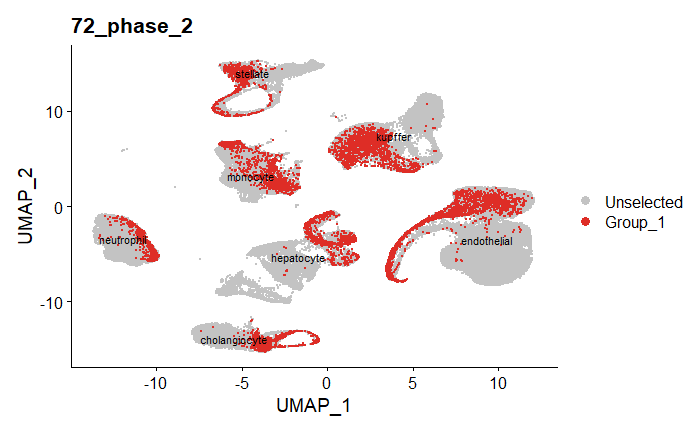 72_phase_2
stellate
10
kupffer
monocyte
UMAP_2
0
Unselected
Group_1
neutrophil
endothelial
hepatocyte
-10
cholangiocyte
-10
-5
0
5
10
UMAP_1